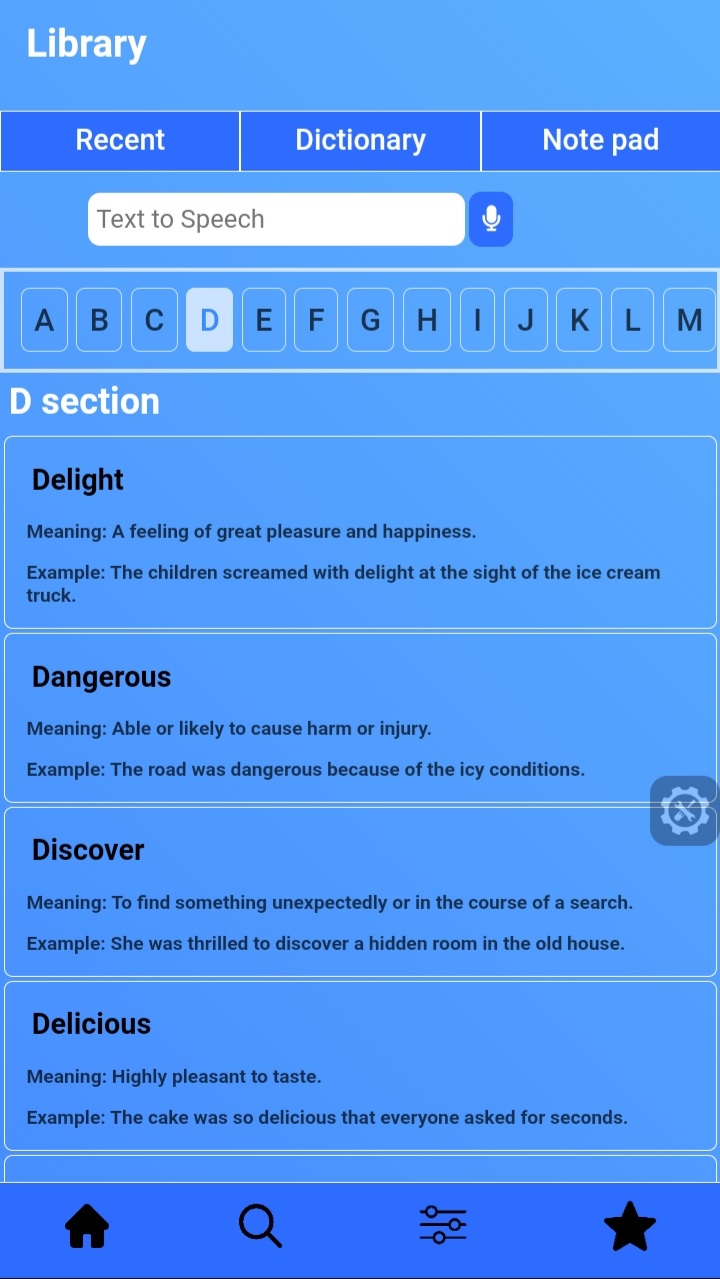 Library
Recent Dictionary Note pad
Text to Speech
A B C D E F G H I J K L M
D section
Delight
Meaning: A feeling of great pleasure and happiness.
Example: The children screamed with delight at the sight of the ice cream
truck.
Dangerous
Meaning: Able or likely to cause harm or injury.
Example: The road was dangerous because of the icy conditions.
Discover
Meaning: To find something unexpectedly or in the course of a search.
Example: She was thrilled to discover a hidden room in the old house.
Delicious
Meaning: Highly pleasant to taste.
Example: The cake was so delicious that everyone asked for seconds.